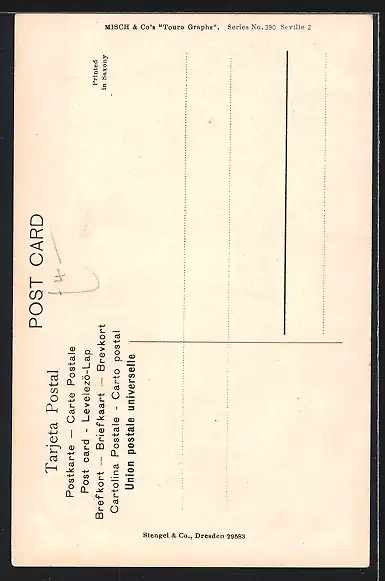 MISCH & Co's "Touro Graphs". Series No. 390 Seville 2
Printed
in Saxony
POST CARD
Tarjeta Postal
Postkarte — Carte Postale
Post card - Levelezö-Lap
Brefkort — Briefkaart — Brevkort
Cartolina Postale - Carto postal
Union postale universelle
Stengel & Co., Dresden 29583